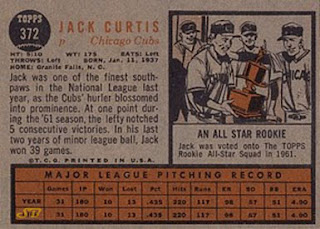 TOPPS
372
JACK CURTIS
p Chicago Cubs
HT: 5:10 WT: 175 BATS: Left
THROWS: Left BORN, Jan. 11, 1937
HOME: Granite Falls, N. C.
Jack was one of the finest south-
paws in the National League last
year, as the Cubs' hurler blossomed
into prominence. At one point dur-
ing the '61 season, the lefty notched
5 consecutive victories. In his last
two years of minor league ball, Jack
won 39 games.
©T.C.G. PRINTED IN U.S.A.
AN ALL STAR ROOKIE
Jack was voted onto The TOPPS
Rookie All-Star Squad in 1961.
MAJOR LEAGUE PITCHING RECORD
Games IP Won Lost Pct. Hits Runs ER SO BB ERA
YEAR 31 180 10 13 .435 220 117 98 57 51 4.90
LIFE 31 180 10 13 .435 220 117 98 57 51 4.90